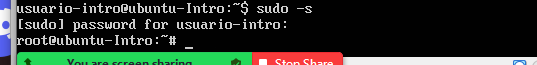 usuario-intro@ubuntu-Intro:~$ sudo -s
[sudo] password for usuario-intro:
root@ubuntu-Intro:~# _
You are screen sharing
Stop Share